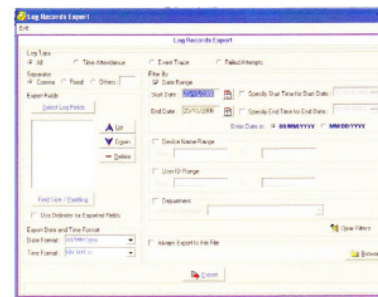 Log Records Export
Exit
Log Records Export
Log Type
All Time Attendance Event Trace Failed Attempts
Separator
Comma Fixed Others
Filter By
Date Range
Export Fields
Select Log Fields
Start Date Specify Start Time for Start Date
End Date Specify End Time for End Date
Enter Date in DD/MM/YYYY MM/DD/YYYY
Up
Down
Delete
Device Name Range
User ID Range
Department
Field Size / Padding
Use Delimiter for Exported Fields
Clear Filters
Export Date and Time Format
Date Format
Time Format
Always Export to this File
Browse
Export